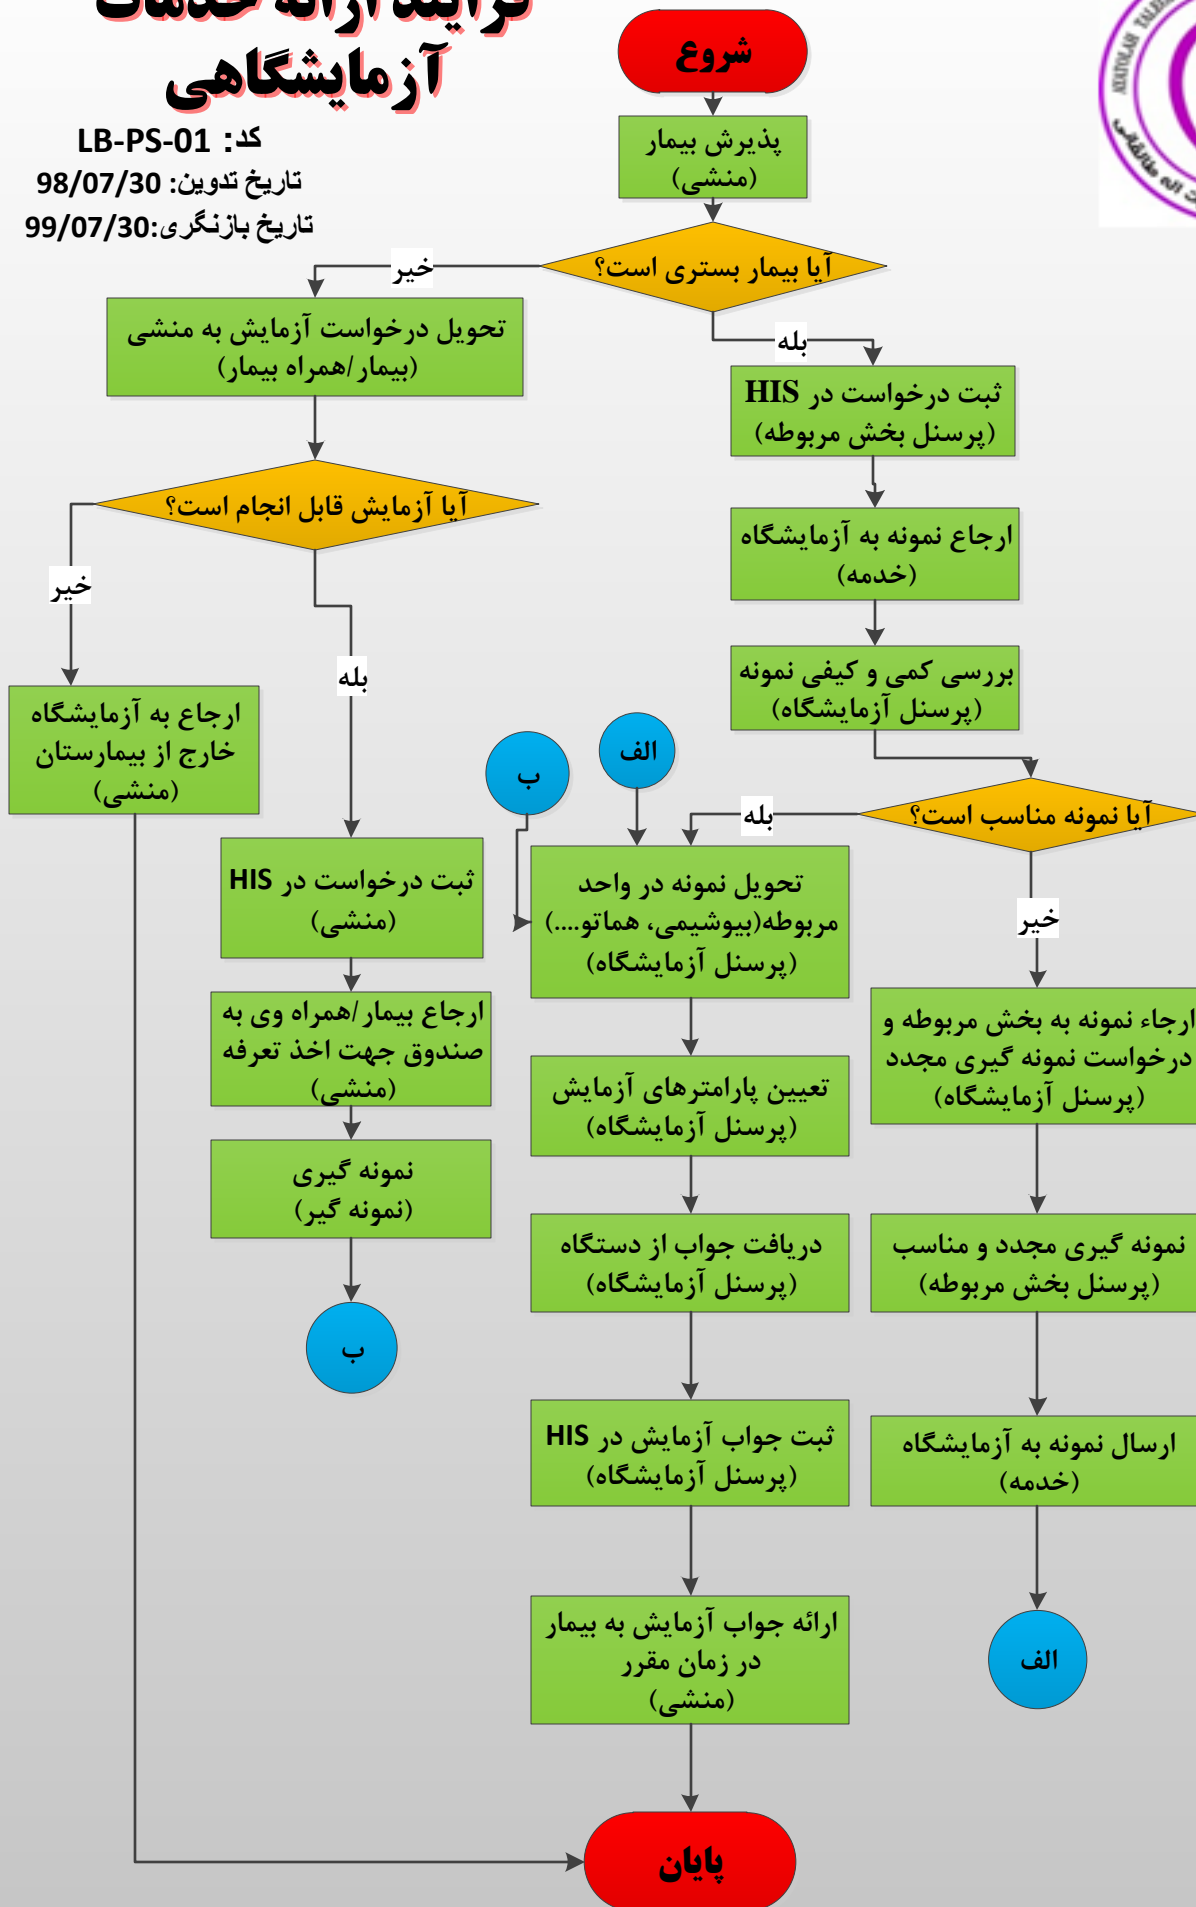 فرآیند ارائه خدمات
آزمایشگاهی
کد: LB-PS-01
تاریخ تدوین: 98/07/30
تاریخ بازنگری:99/07/30
شروع
پذیرش بیمار
(منشی)
آیا بیمار بستری است؟
خیر
بله
تحویل درخواست آزمایش به منشی
(بیمار/همراه بیمار)
ثبت درخواست در HIS
(پرسنل بخش مربوطه)
آیا آزمایش قابل انجام است؟
خیر
بله
ارجاع نمونه به آزمایشگاه
(خدمه)
بررسی کمی و کیفی نمونه
(پرسنل آزمایشگاه)
ارجاع به آزمایشگاه
خارج از بیمارستان
(منشی)
الف
ب
آیا نمونه مناسب است؟
بله
خیر
ثبت درخواست در HIS
(منشی)
تحویل نمونه در واحد
مربوطه(بیوشیمی، هماتو....)
(پرسنل آزمایشگاه)
ارجاء نمونه به بخش مربوطه و
درخواست نمونه گیری مجدد
(پرسنل آزمایشگاه)
ارجاع بیمار/همراه وی به
صندوق جهت اخذ تعرفه
(منشی)
تعیین پارامترهای آزمایش
(پرسنل آزمایشگاه)
نمونه گیری
(نمونه گیر)
دریافت جواب از دستگاه
(پرسنل آزمایشگاه)
نمونه گیری مجدد و مناسب
(پرسنل بخش مربوطه)
ب
ثبت جواب آزمایش در HIS
(پرسنل آزمایشگاه)
ارسال نمونه به آزمایشگاه
(خدمه)
ارائه جواب آزمایش به بیمار
در زمان مقرر
(منشی)
الف
پایان